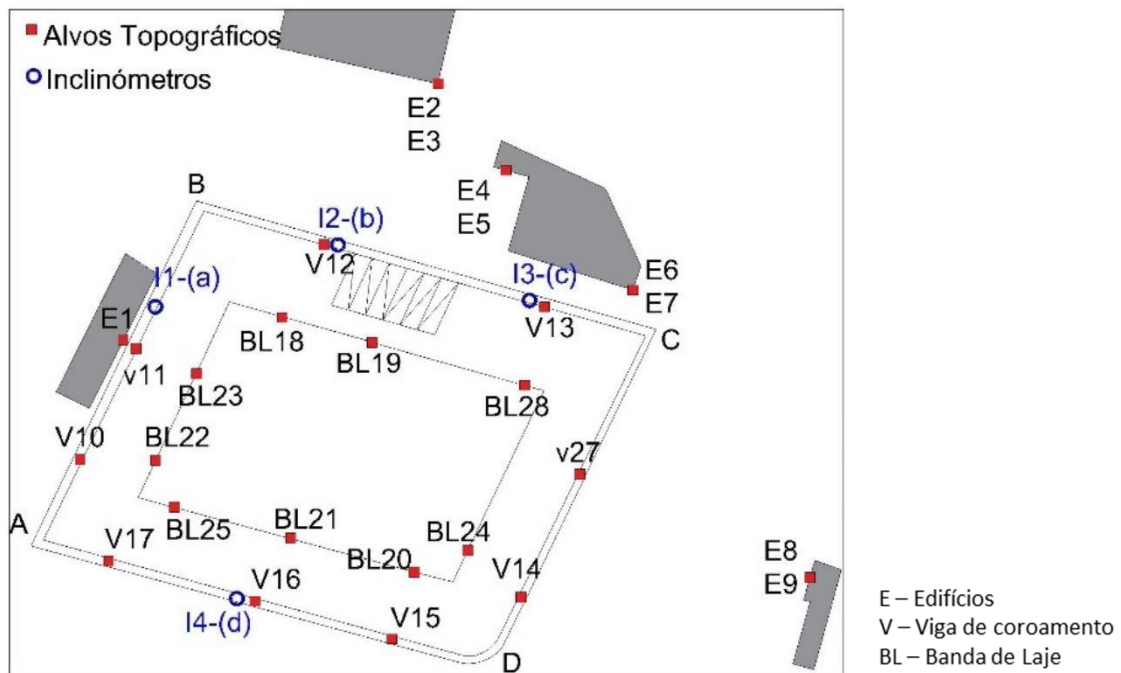 Alvos Topográficos
Inclinómetros
E2
E3
E4
E5
B
I2-(b)
V12
I1-(a)
I3-(c)
E6
E7
V13
C
E1
v11
BL18
BL19
BL23
BL28
V10
BL22
v27
A
BL25
BL21
BL24
V17
BL20
V14
E8
E9
V16
I4-(d)
V15
D
E – Edifícios
V – Viga de coroamento
BL – Banda de Laje